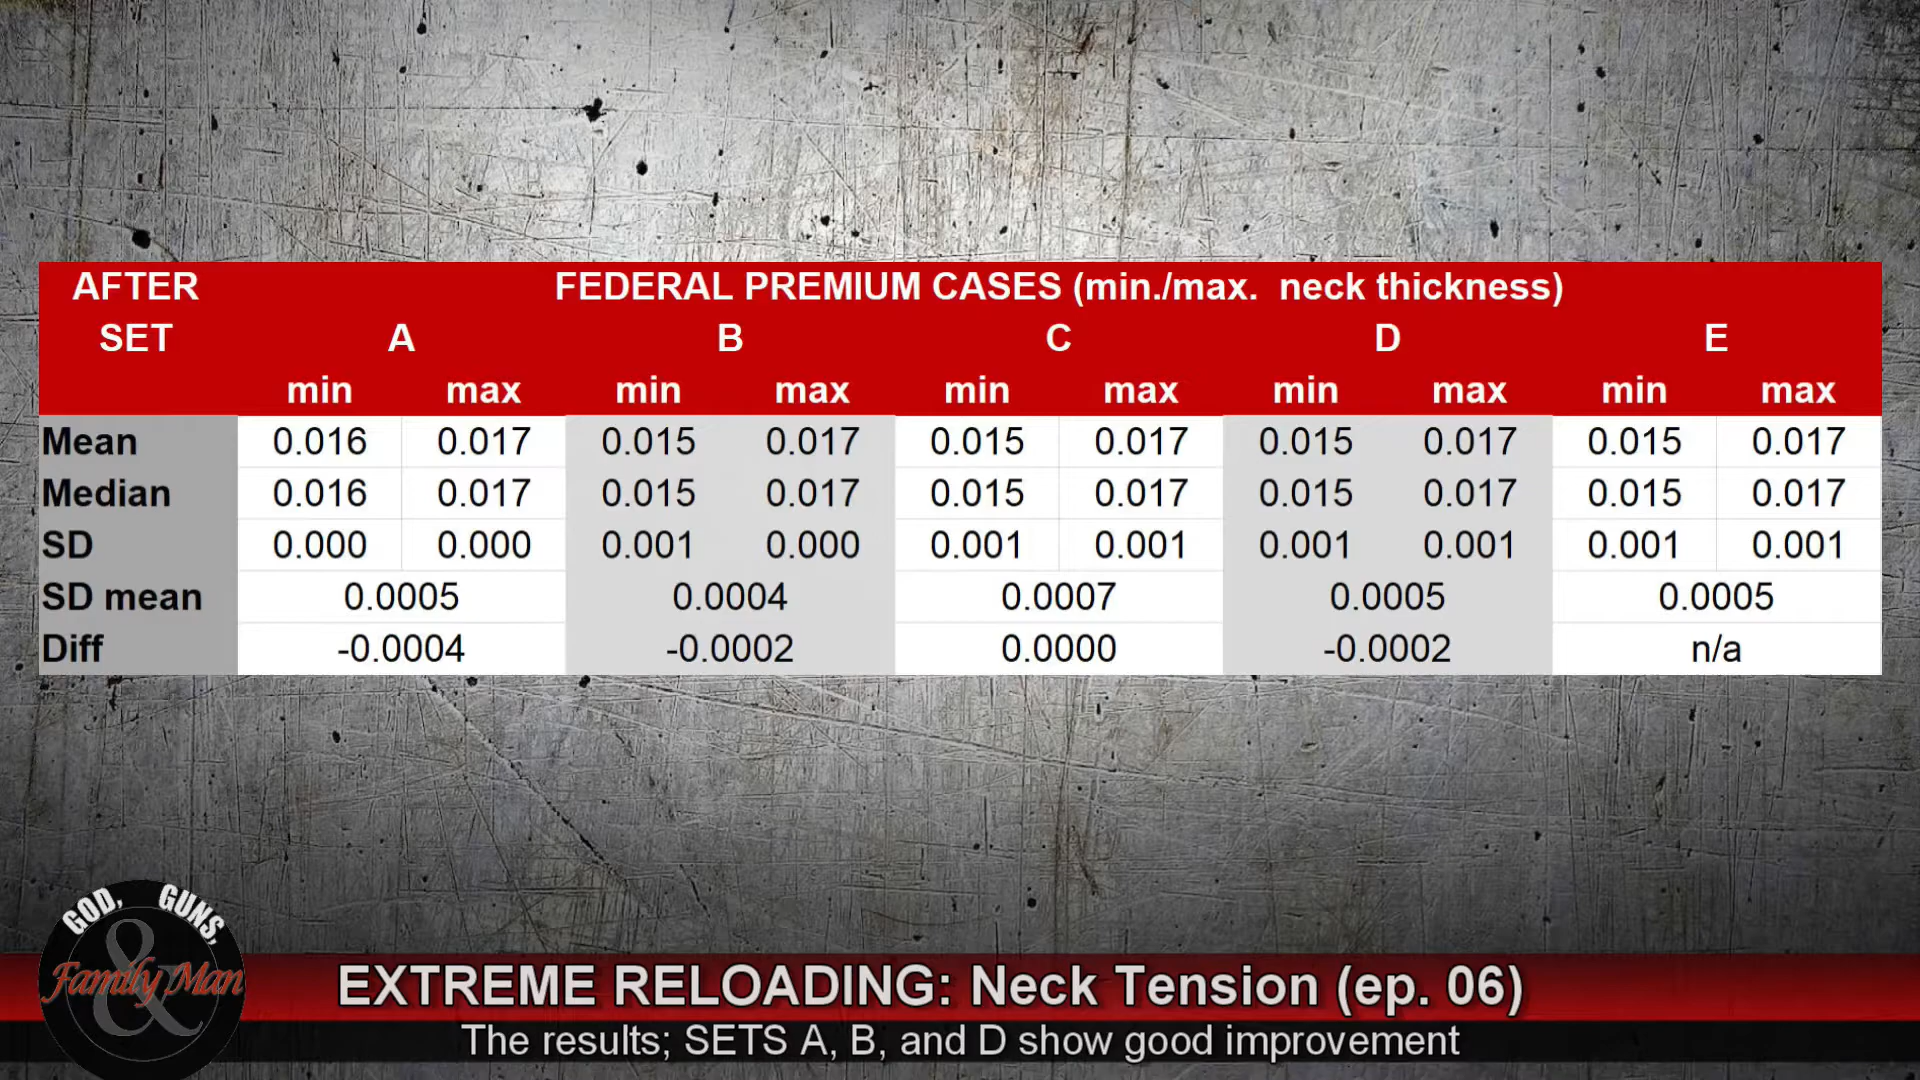 AFTER FEDERAL PREMIUM CASES (min./max. neck thickness)
SET A B C D E
min max min max min max min max min max
Mean 0.016 0.017 0.015 0.017 0.015 0.017 0.015 0.017 0.015 0.017
Median 0.016 0.017 0.015 0.017 0.015 0.017 0.015 0.017 0.015 0.017
SD 0.000 0.000 0.001 0.000 0.001 0.001 0.001 0.001 0.001 0.001
SD mean 0.0005 0.0004 0.0007 0.0005 0.0005
Diff -0.0004 -0.0002 0.0000 -0.0002 n/a
GOD, GUNS,
& Family Man
EXTREME RELOADING: Neck Tension (ep. 06)
The results; SETS A, B, and D show good improvement